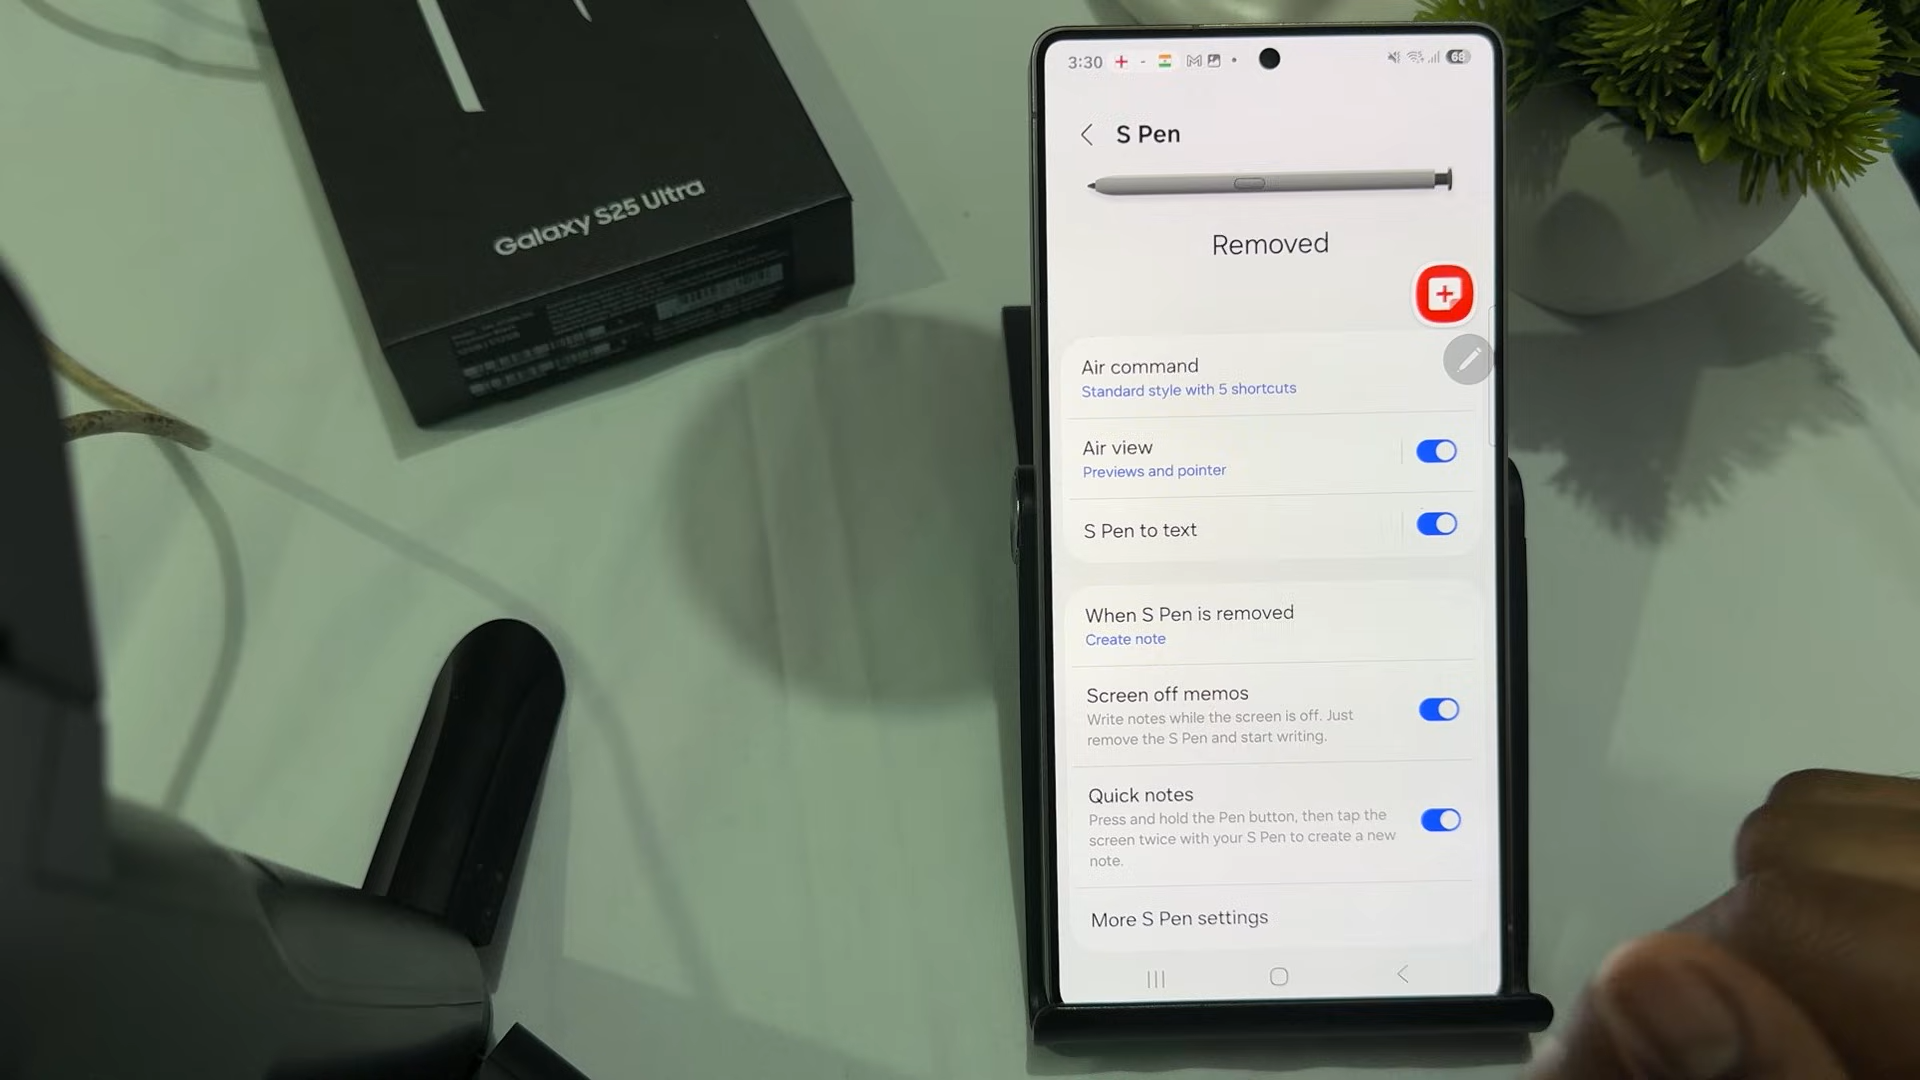 Galaxy S25 Ultra
3:30
68
S Pen
Removed
Air command
Standard style with 5 shortcuts
Air view
Previews and pointer
S Pen to text
When S Pen is removed
Create note
Screen off memos
Write notes while the screen is off. Just
remove the S Pen and start writing.
Quick notes
Press and hold the Pen button, then tap the
screen twice with your S Pen to create a new
note.
More S Pen settings